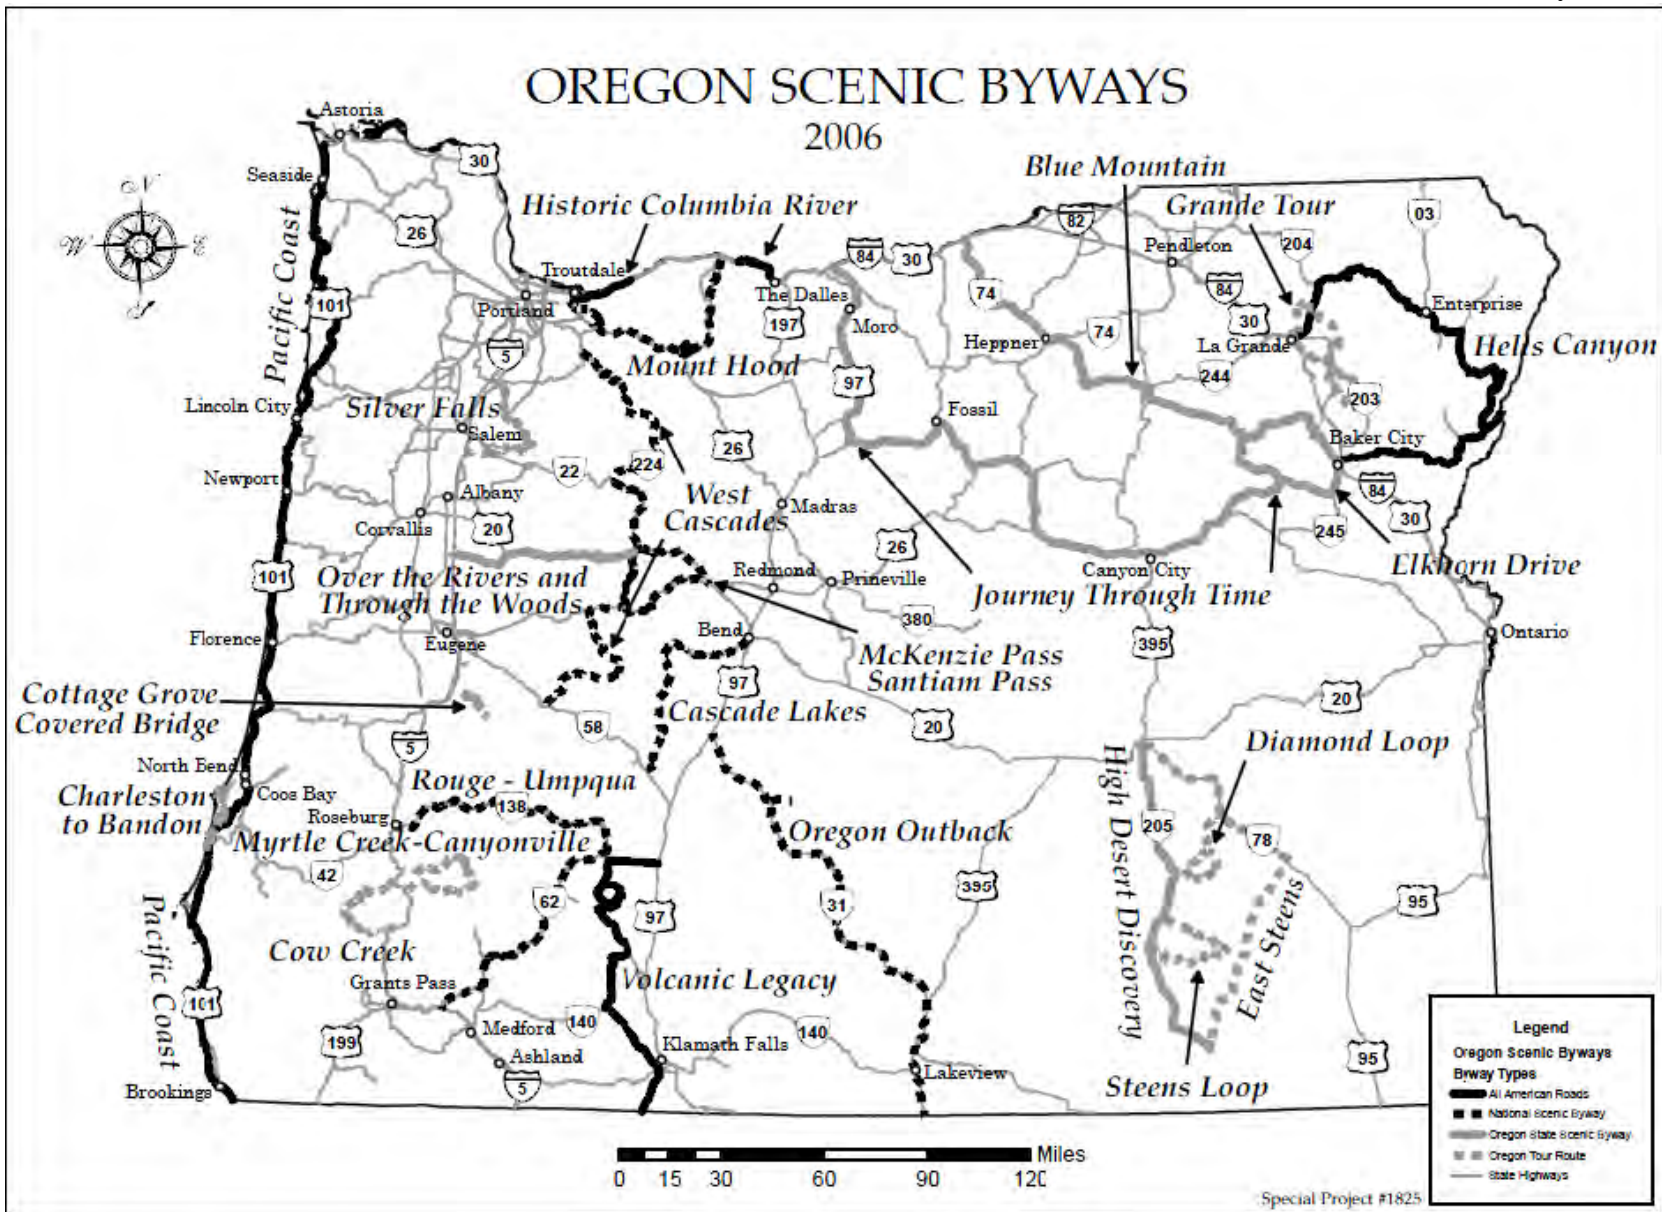 OREGON SCENIC BYWAYS
2006
Astoria
30
Seaside
Blue Mountain
Historic Columbia River
Grande Tour
N
W
E
S
26
82
03
204
Pendleton
84
30
Troutdale
Pacific Coast
101
Portland
The Dalles
74
84
30
Enterprise
197
Moro
5
Heppner
74
La Grande
Hells Canyon
Mount Hood
244
97
203
Lincoln City
Silver Falls
Salem
Fossil
Baker City
26
22
224
Newport
84
30
Albany
West
Cascades
Madras
Corvallis
20
245
26
101
Over the Rivers and
Through the Woods
Redmond
Prineville
Canyon City
Elkhorn Drive
Journey Through Time
380
Florence
Eugene
Bend
395
Ontario
McKenzie Pass
Santiam Pass
Cottage Grove
Covered Bridge
97
20
58
Cascade Lakes
20
5
Diamond Loop
North Bend
Rouge - Umpqua
Coos Bay
138
Charleston
to Bandon
Roseburg
Myrtle Creek-Canyonville
Oregon Outback
205
78
High Desert Discovery
42
62
31
395
95
97
Pacific Coast
Cow Creek
East Steens
Grants Pass
Volcanic Legacy
101
199
Medford
140
140
Klamath Falls
95
Ashland
5
Lakeview
Steens Loop
Brookings
Legend
Oregon Scenic Byways
Byway Types
All American Roads
National Scenic Byway
Oregon State Scenic Byway
Oregon Tour Route
State Highways
Miles
0 15 30 60 90 120
Special Project #1825